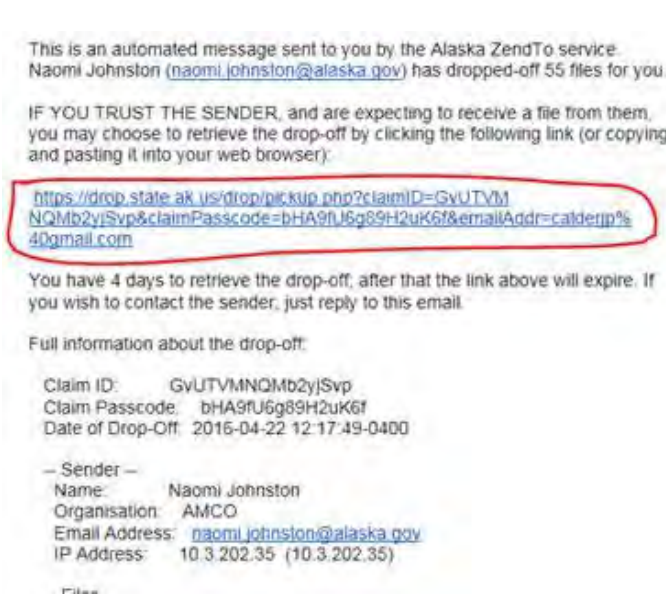 This is an automated message sent to you by the Alaska ZendTo service.
Naomi Johnston (naomi.johnston@alaska.gov) has dropped-off 55 files for you.
IF YOU TRUST THE SENDER, and are expecting to receive a file from them,
you may choose to retrieve the drop-off by clicking the following link (or copying
and pasting it into your web browser):
https://drop.state.ak.us/drop/pickup.php?claimID=GvUTVM
NQMb2yjSvp&claimPasscode=bHA9fU6g89H2uK6f&emailAddr=calderjp%
40gmail.com
You have 4 days to retrieve the drop-off, after that the link above will expire. If
you wish to contact the sender, just reply to this email.
Full information about the drop-off:
Claim ID: GvUTVMNQMb2yjSvp
Claim Passcode: bHA9fU6g89H2uK6f
Date of Drop-Off: 2016-04-22 12:17:49-0400
-- Sender --
Name: Naomi Johnston
Organisation: AMCO
Email Address: naomi.johnston@alaska.gov
IP Address: 10.3.202.35 (10.3.202.35)